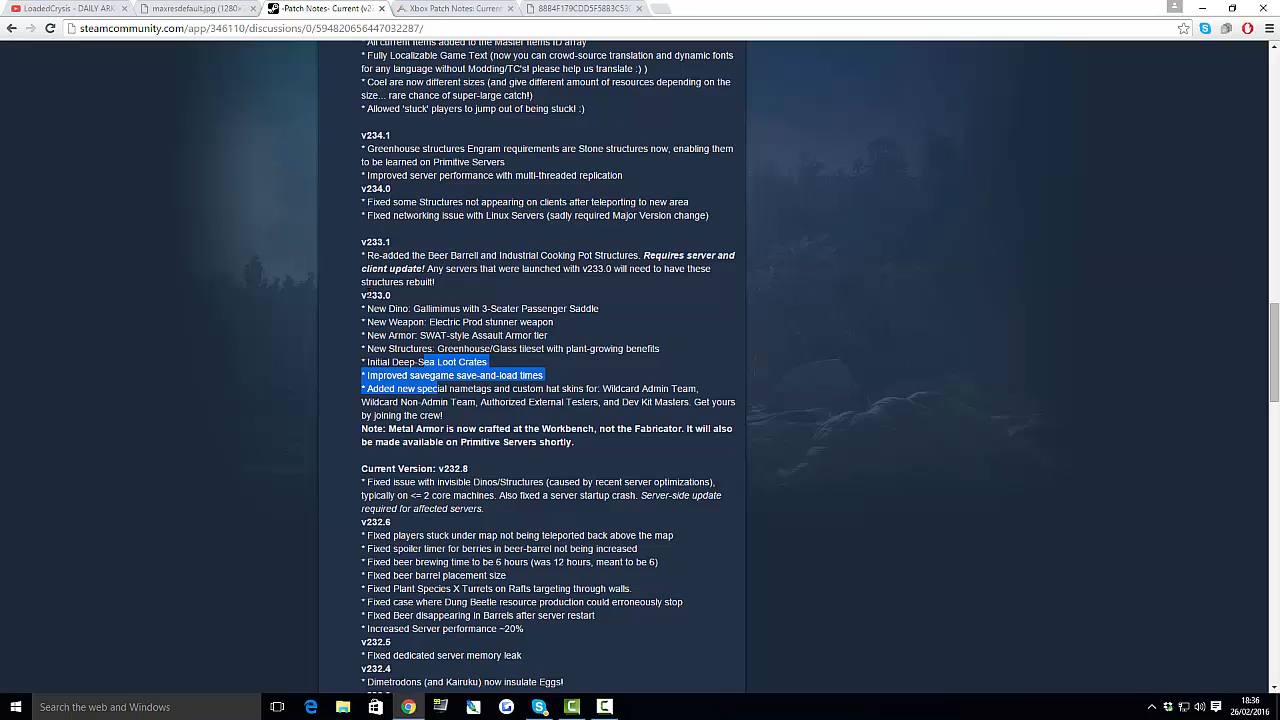 LoadedCrysis - DAILY ARK
maxresdefault.jpg (1280×
-Patch Notes- Current (v2
Xbox Patch Notes: Current
88B4F179CDD5F58B3C53
steamcommunity.com/app/346110/discussions/0/594820656447032287/
* All current items added to the Master Items ID array
* Fully Localizable Game Text (now you can crowd-source translation and dynamic fonts
for any language without Modding/TC's! please help us translate :) )
* Coel are now different sizes (and give different amount of resources depending on the
size... rare chance of super-large catch!)
* Allowed 'stuck' players to jump out of being stuck! :)
v234.1
* Greenhouse structures Engram requirements are Stone structures now, enabling them
to be learned on Primitive Servers
* Improved server performance with multi-threaded replication
v234.0
* Fixed some Structures not appearing on clients after teleporting to new area
* Fixed networking issue with Linux Servers (sadly required Major Version change)
v233.1
* Re-added the Beer Barrell and Industrial Cooking Pot Structures. Requires server and
client update! Any servers that were launched with v233.0 will need to have these
structures rebuilt!
v233.0
* New Dino: Gallimimus with 3-Seater Passenger Saddle
* New Weapon: Electric Prod stunner weapon
* New Armor: SWAT-style Assault Armor tier
* New Structures: Greenhouse/Glass tileset with plant-growing benefits
* Initial Deep-Sea Loot Crates
* Improved savegame save-and-load times
* Added new special nametags and custom hat skins for: Wildcard Admin Team,
Wildcard Non-Admin Team, Authorized External Testers, and Dev Kit Masters. Get yours
by joining the crew!
Note: Metal Armor is now crafted at the Workbench, not the Fabricator. It will also
be made available on Primitive Servers shortly.
Current Version: v232.8
* Fixed issue with invisible Dinos/Structures (caused by recent server optimizations),
typically on <= 2 core machines. Also fixed a server startup crash. Server-side update
required for affected servers.
v232.6
* Fixed players stuck under map not being teleported back above the map
* Fixed spoiler timer for berries in beer-barrel not being increased
* Fixed beer brewing time to be 6 hours (was 12 hours, meant to be 6)
* Fixed beer barrel placement size
* Fixed Plant Species X Turrets on Rafts targeting through walls.
* Fixed case where Dung Beetle resource production could erroneously stop
* Fixed Beer disappearing in Barrels after server restart
* Increased Server performance ~20%
v232.5
* Fixed dedicated server memory leak
v232.4
* Dimetrodons (and Kairuku) now insulate Eggs!
Search the web and Windows
18:36
26/02/2016